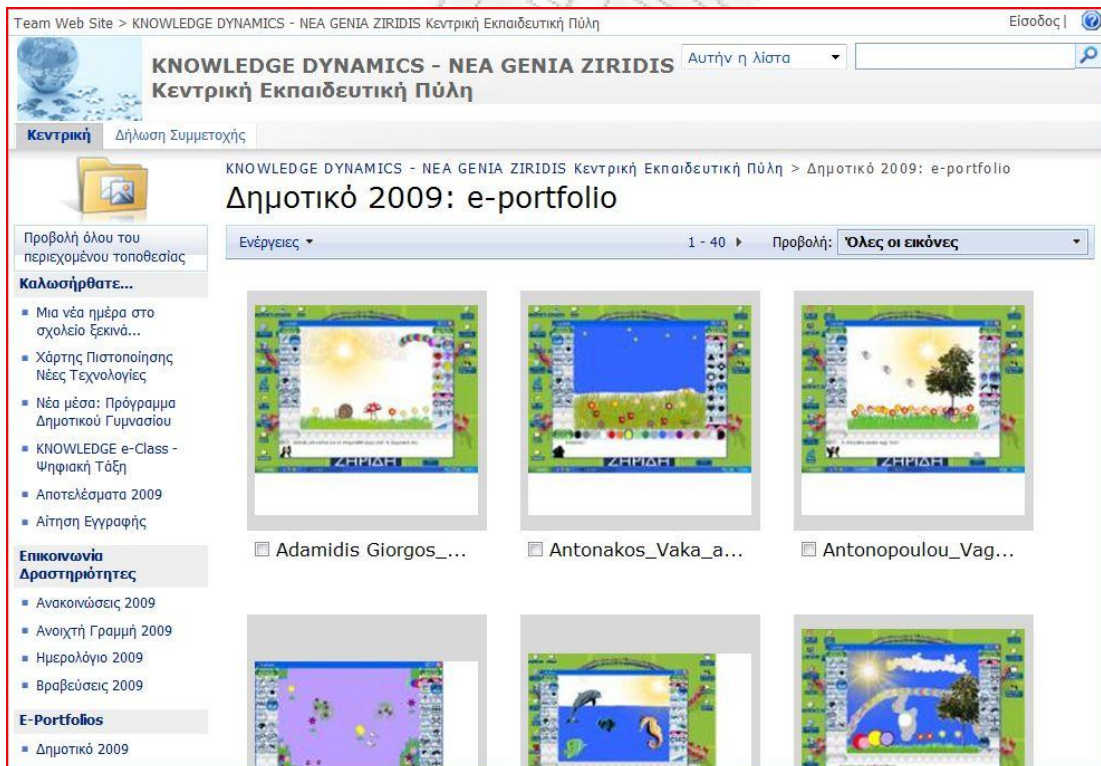 Team Web Site > KNOWLEDGE DYNAMICS - NEA GENIA ZIRIDIS Κεντρική Εκπαιδευτική Πύλη
Είσοδος |
KNOWLEDGE DYNAMICS - NEA GENIA ZIRIDIS
Κεντρική Εκπαιδευτική Πύλη
Αυτήν η λίστα
Κεντρική
Δήλωση Συμμετοχής
KNOWLEDGE DYNAMICS - NEA GENIA ZIRIDIS Κεντρική Εκπαιδευτική Πύλη > Δημοτικό 2009: e-portfolio
Δημοτικό 2009: e-portfolio
Ενέργειες
1 - 40
Προβολή: Όλες οι εικόνες
Προβολή όλου του
περιεχομένου τοποθεσίας
Καλωσήρθατε...
Μια νέα ημέρα στο
σχολείο ξεκινά...
Χάρτης Πιστοποίησης
Νέες Τεχνολογίες
Νέα μέσα: Πρόγραμμα
Δημοτικού Γυμνασίου
KNOWLEDGE e-Class -
Ψηφιακή Τάξη
Αποτελέσματα 2009
Αίτηση Εγγραφής
Επικοινωνία
Δραστηριότητες
Ανακοινώσεις 2009
Ανοιχτή Γραμμή 2009
Ημερολόγιο 2009
Βραβεύσεις 2009
E-Portfolios
Δημοτικό 2009
ΖΗΡΙΔΗ
ΖΗΡΙΔΗ
ΖΗΡΙΔΗ
Adamidis Giorgos_...
Antonakos_Vaka_a...
Antonopoulou_Vag...